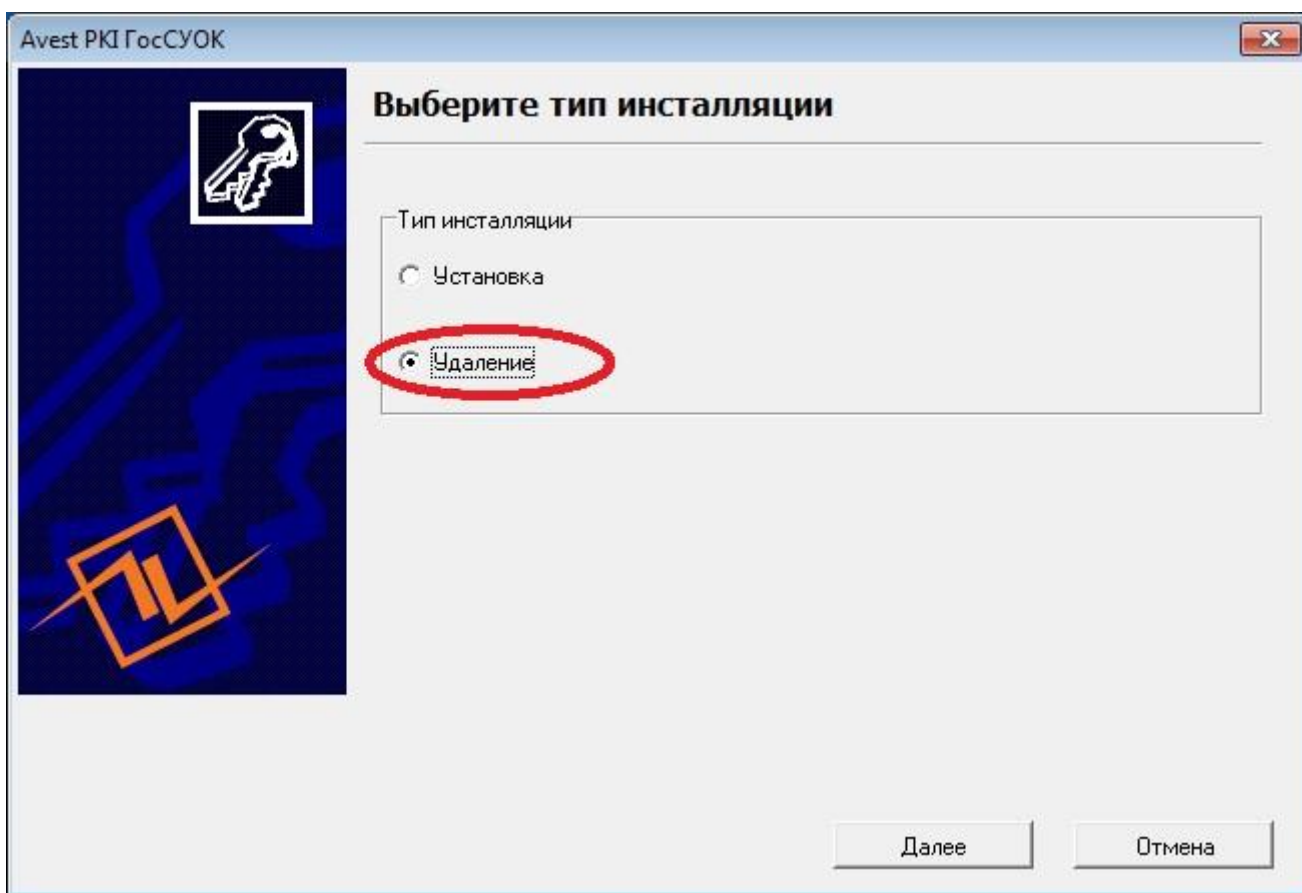 Avest PKI ГосСУОК
Выберите тип инсталляции
Тип инсталляции
Установка
Удаление
Далее
Отмена